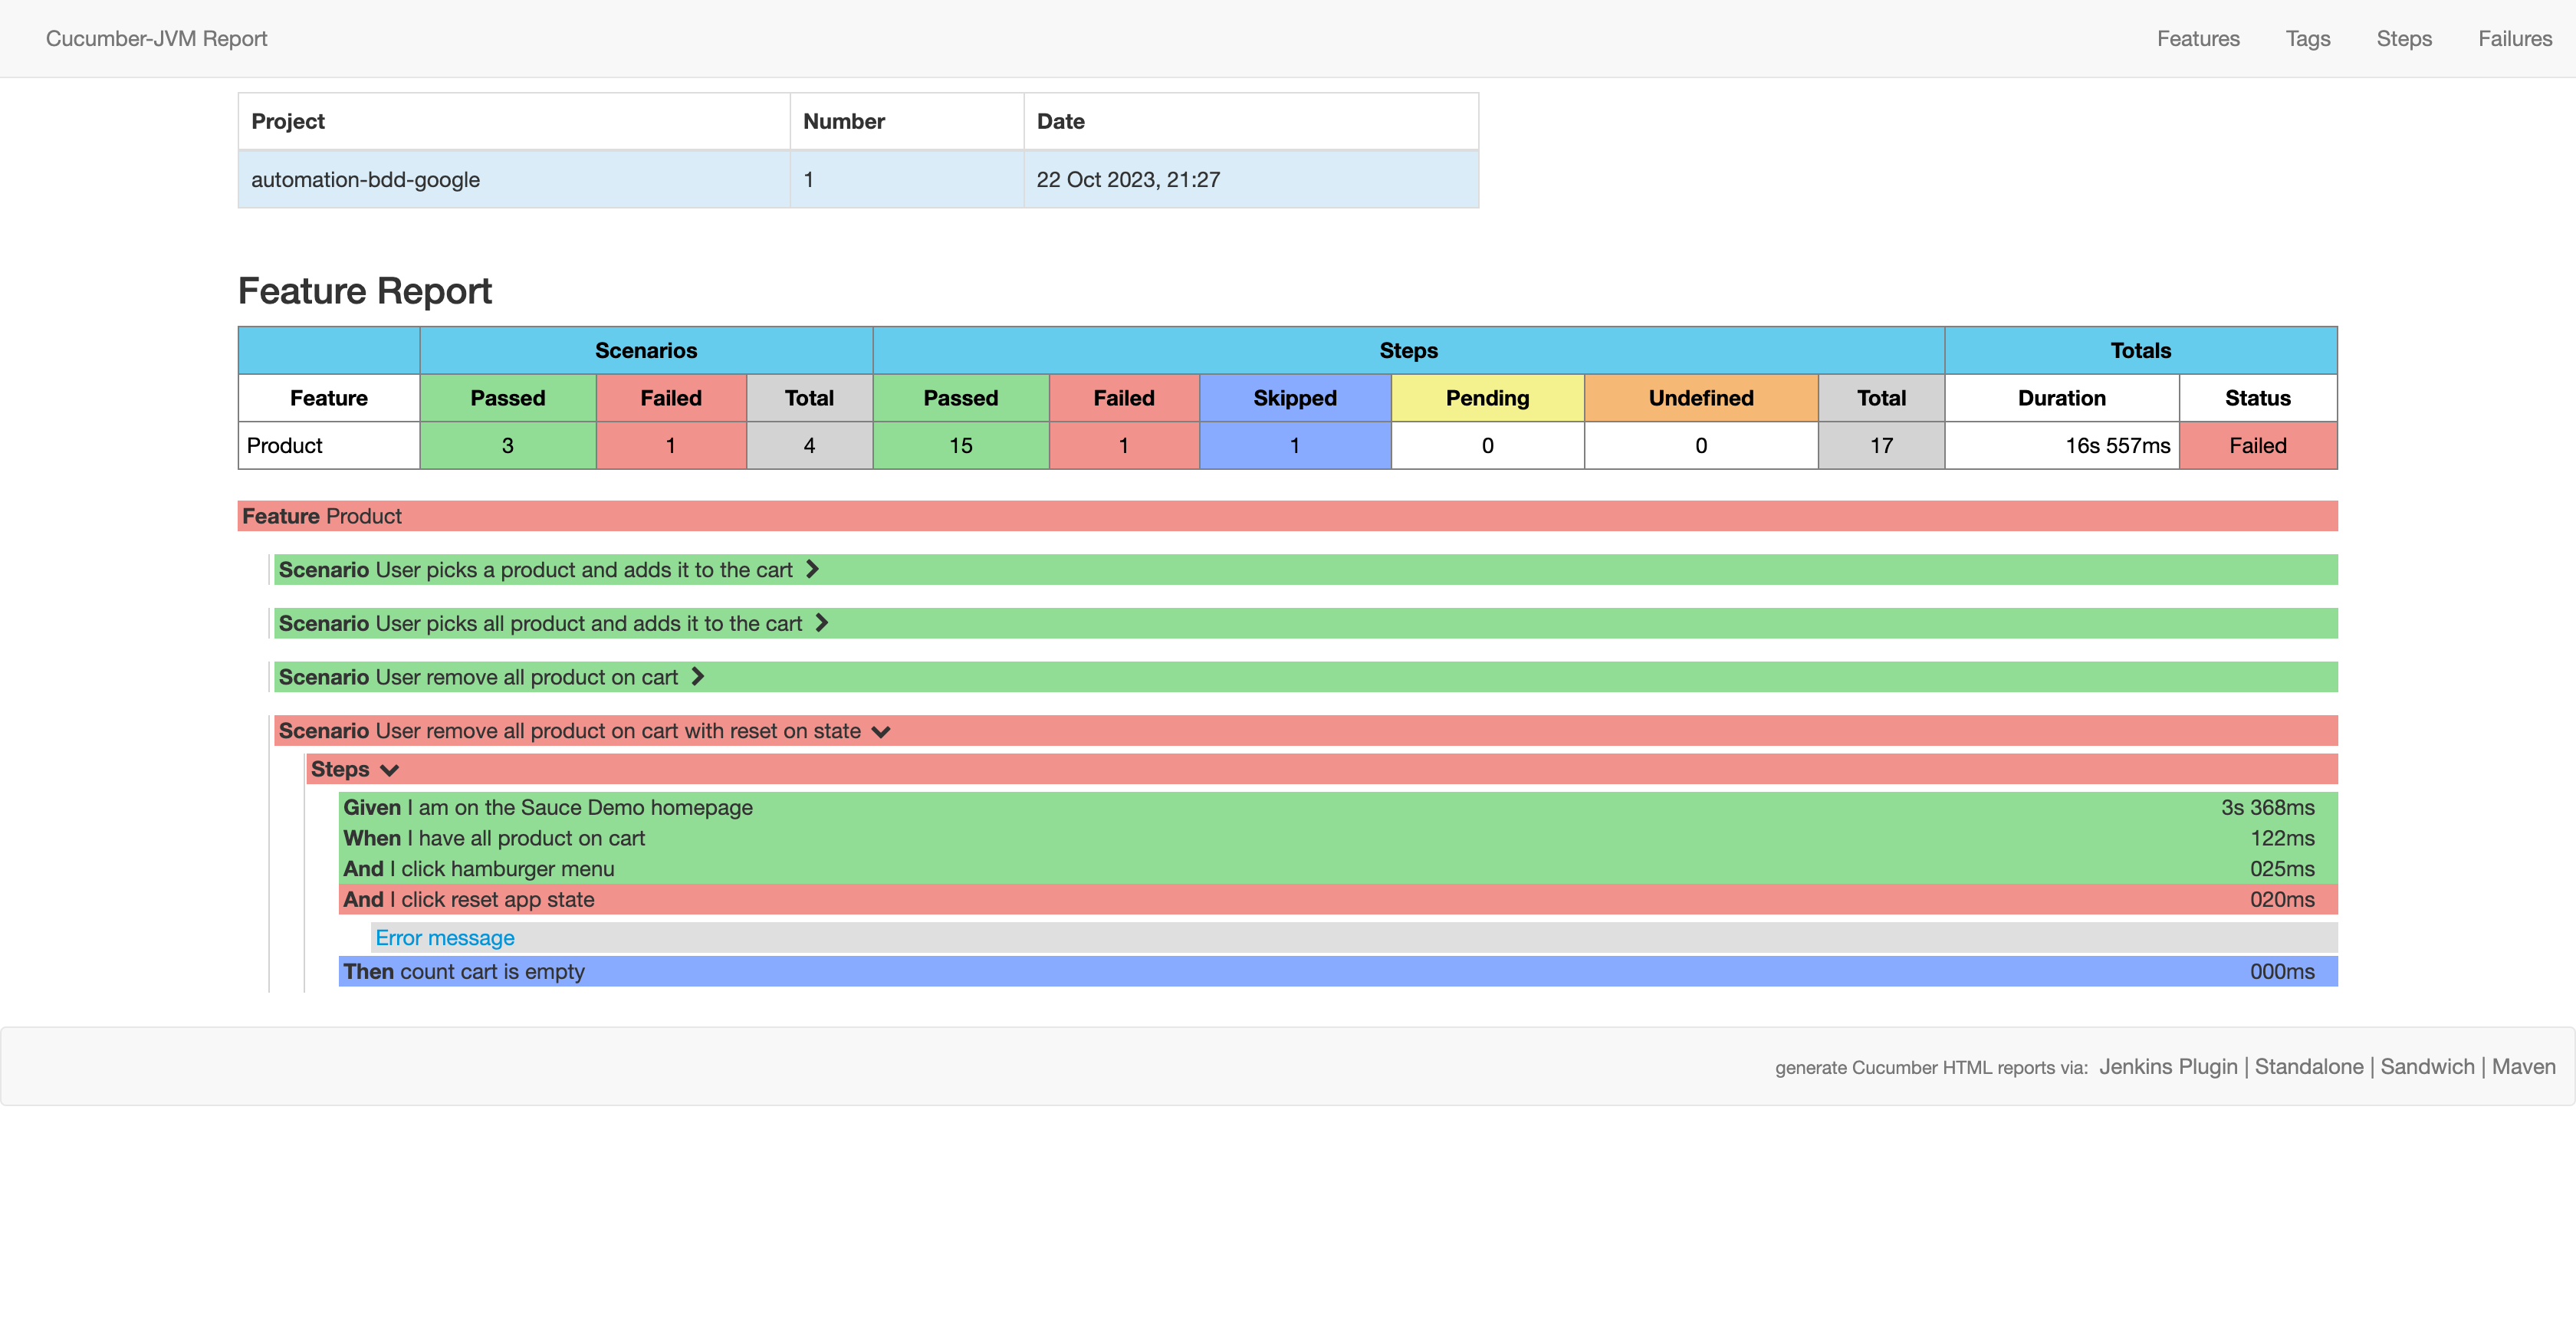 Cucumber-JVM Report Features Tags Steps Failures
Project Number Date
automation-bdd-google 1 22 Oct 2023, 21:27
Feature Report
Scenarios Steps Totals
Feature Passed Failed Total Passed Failed Skipped Pending Undefined Total Duration Status
Product 3 1 4 15 1 1 0 0 17 16s 557ms Failed
Feature Product
Scenario User picks a product and adds it to the cart
Scenario User picks all product and adds it to the cart
Scenario User remove all product on cart
Scenario User remove all product on cart with reset on state
Steps
Given I am on the Sauce Demo homepage 3s 368ms
When I have all product on cart 122ms
And I click hamburger menu 025ms
And I click reset app state 020ms
Error message
Then count cart is empty 000ms
generate Cucumber HTML reports via: Jenkins Plugin | Standalone | Sandwich | Maven